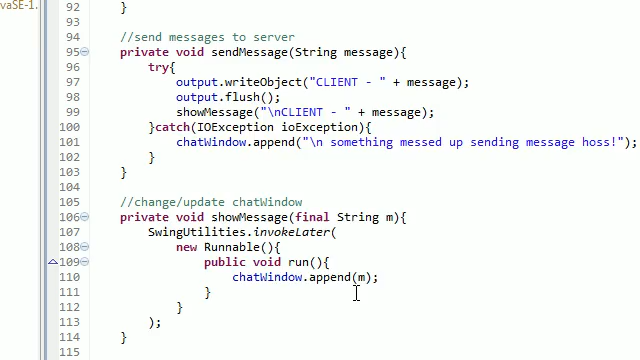 vaSE-1.
92 }
93
94 //send messages to server
95 private void sendMessage(String message){
96 try{
97 output.writeObject("CLIENT - " + message);
98 output.flush();
99 showMessage("\nCLIENT - " + message);
100 }catch(IOException ioException){
101 chatWindow.append("\n something messed up sending message hoss!");
102 }
103 }
104
105 //change/update chatWindow
106 private void showMessage(final String m){
107 SwingUtilities.invokeLater(
108 new Runnable(){
109 public void run(){
110 chatWindow.append(m);
111 }
112 }
113 );
114 }
115